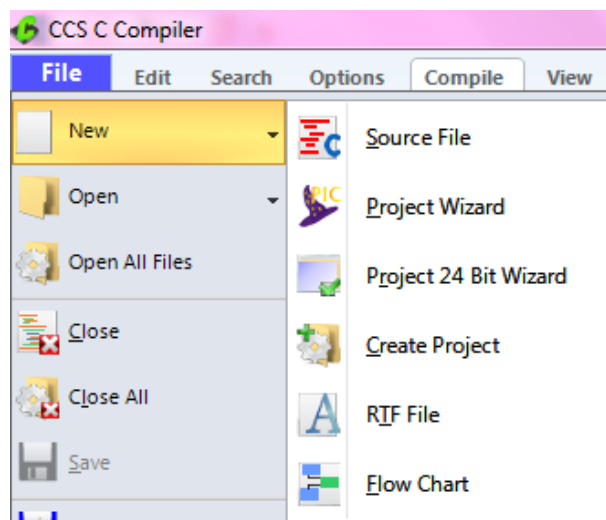 CCS C Compiler
File Edit Search Options Compile View
New
Open
Open All Files
Close
Close All
Save
Source File
PIC
Project Wizard
Project 24 Bit Wizard
Create Project
A
RTF File
Flow Chart